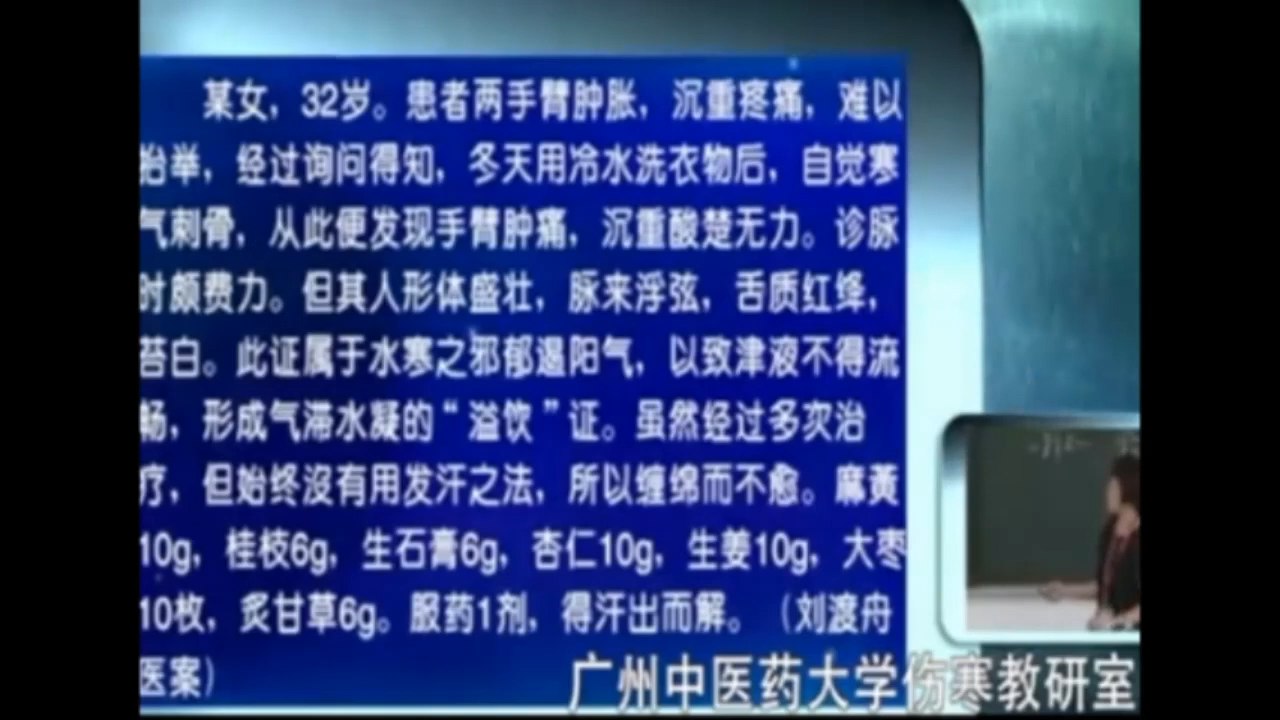 某女，32岁。患者两手臂肿胀，沉重疼痛，难以
抬举，经过询问得知，冬天用冷水洗衣物后，自觉寒
气刺骨，从此便发现手臂肿痛，沉重酸楚无力。诊脉
时颇费力。但其人形体盛壮，脉来浮弦，舌质红绛，
苔白。此证属于水寒之邪郁遏阳气，以致津液不得流
畅，形成气滞水凝的“溢饮”证。虽然经过多次治
疗，但始终没有用发汗之法，所以缠绵而不愈。麻黄
10g，桂枝6g，生石膏6g，杏仁10g，生姜10g，大枣
10枚，炙甘草6g。服药1剂，得汗出而解。（刘渡舟
医案）
广州中医药大学伤寒教研室